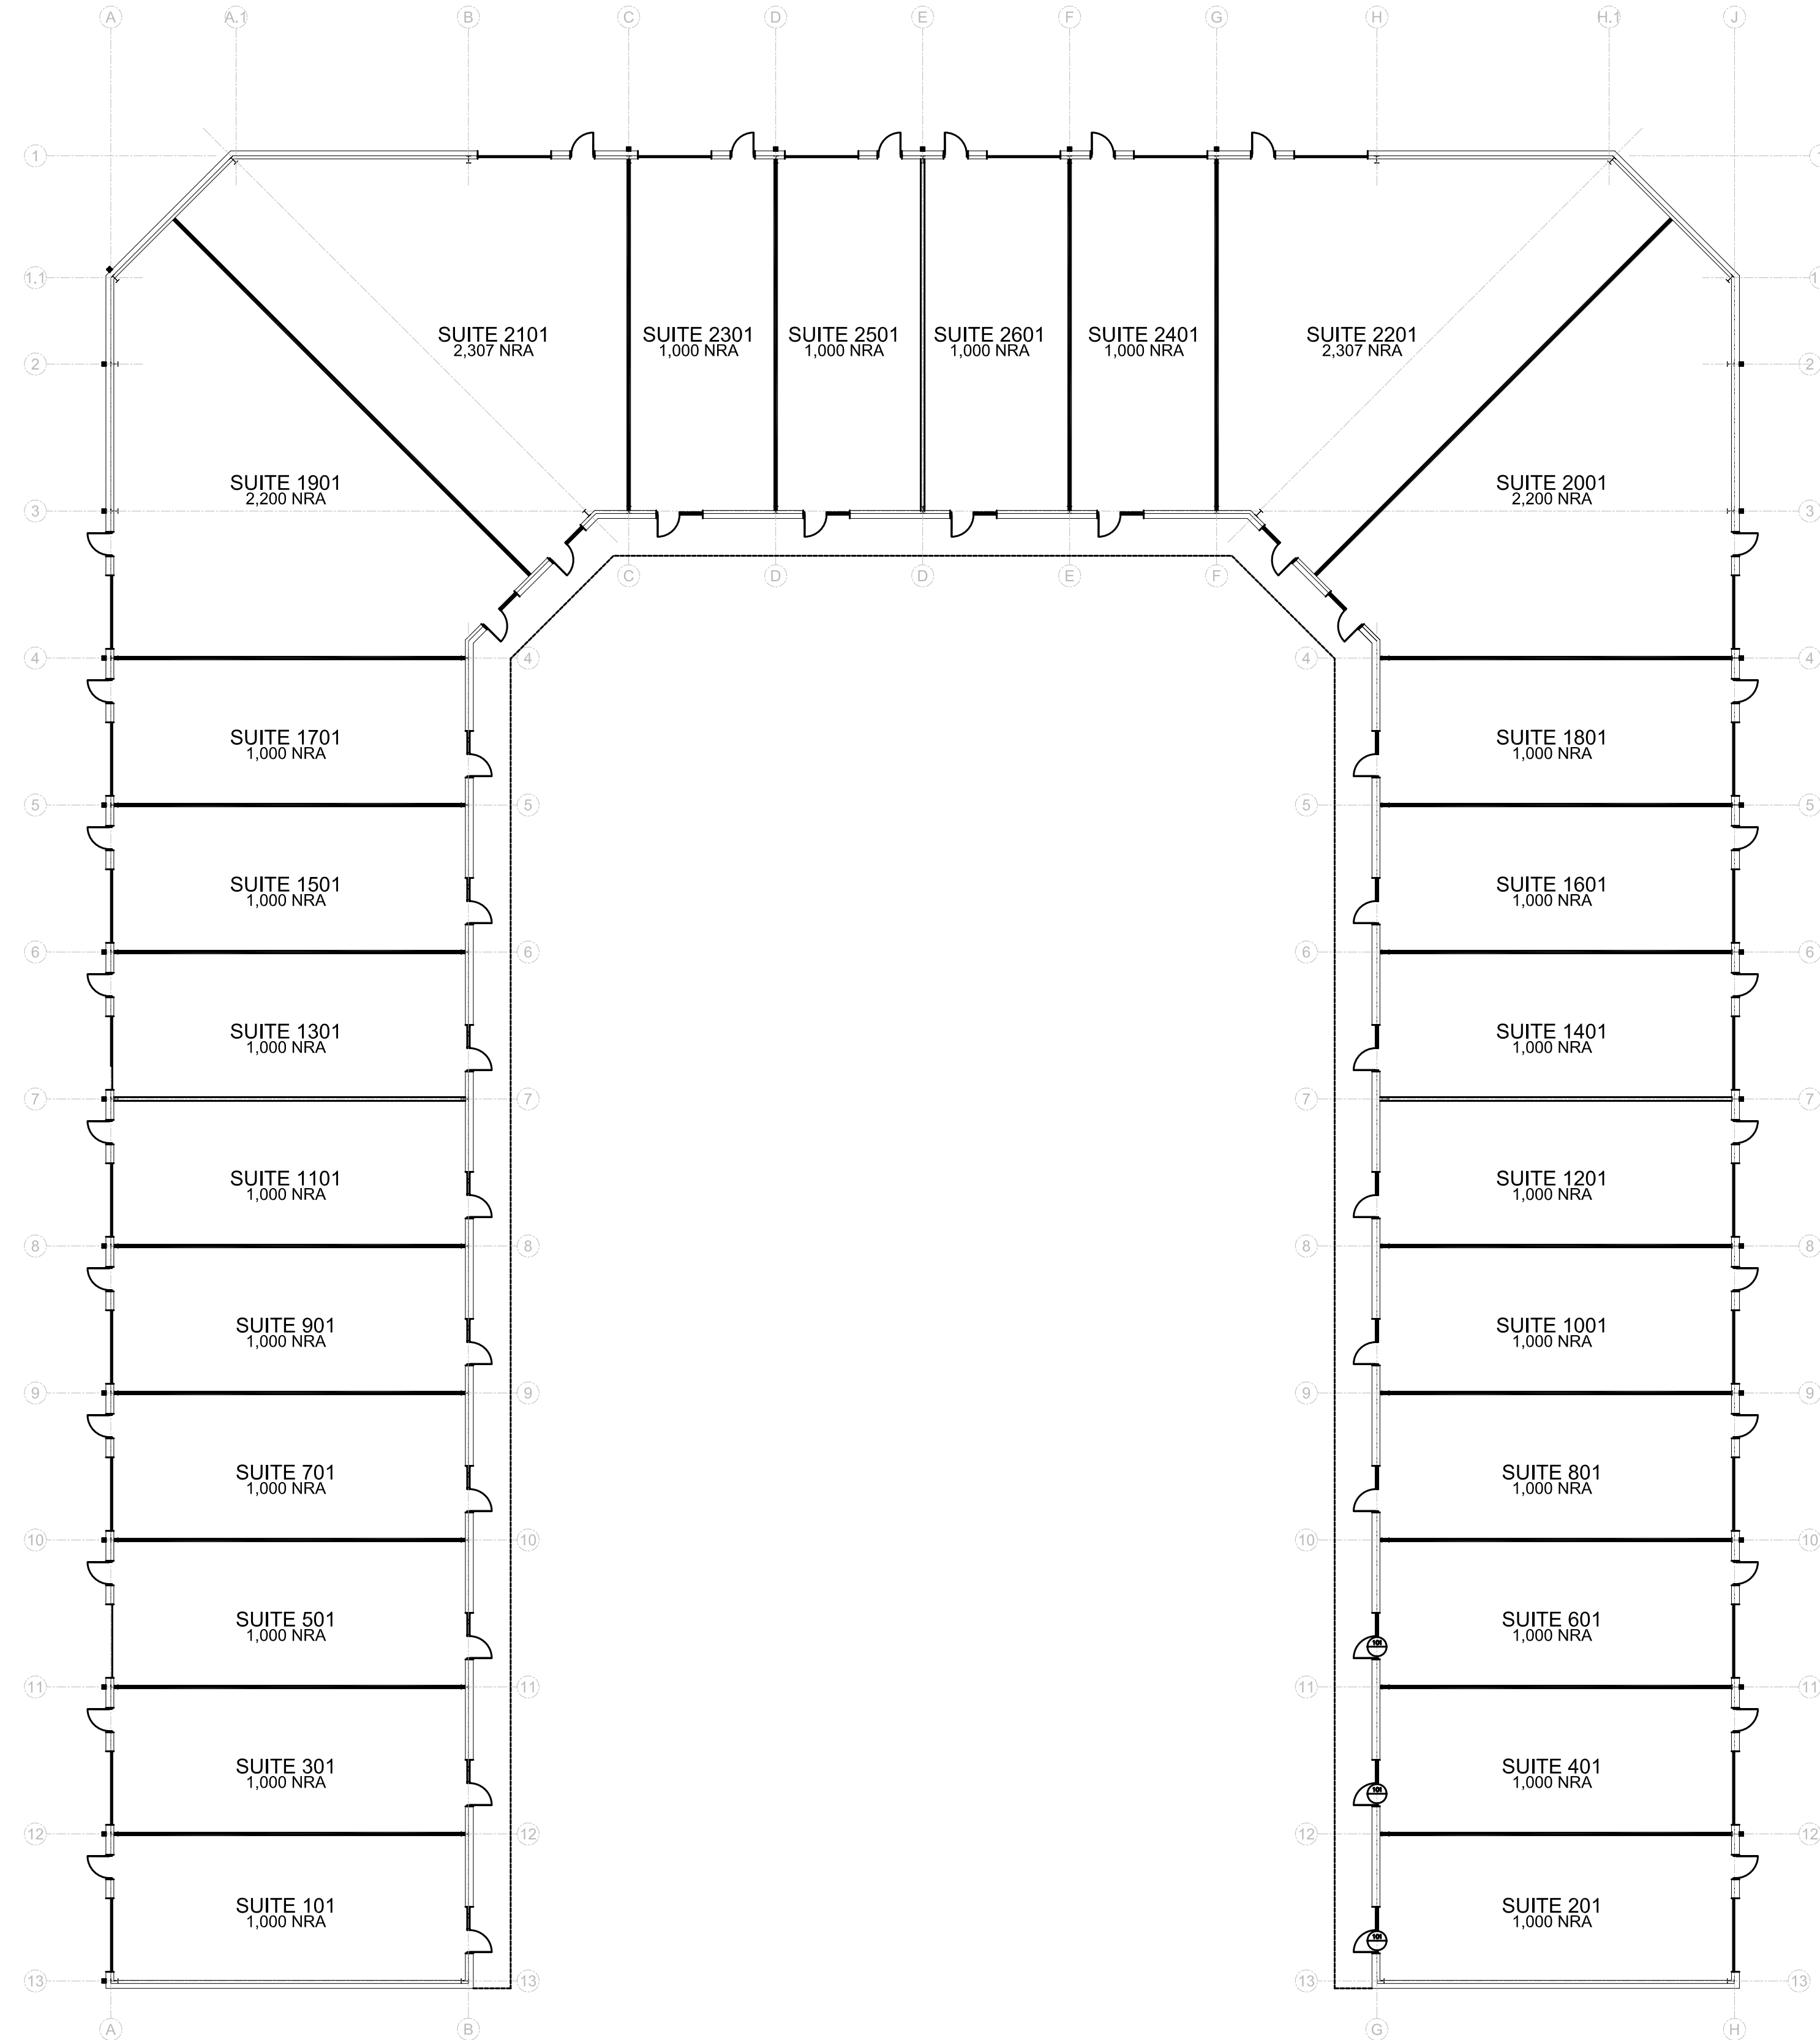 A A.1 B C D E F G H H.1 J
1
1.1
SUITE 2101
2,307 NRA
SUITE 2301
1,000 NRA
SUITE 2501
1,000 NRA
SUITE 2601
1,000 NRA
SUITE 2401
1,000 NRA
SUITE 2201
2,307 NRA
2 2
SUITE 1901
2,200 NRA
SUITE 2001
2,200 NRA
3 3
C D D E F
4 4 4 4
SUITE 1701
1,000 NRA
SUITE 1801
1,000 NRA
5 5 5 5
SUITE 1501
1,000 NRA
SUITE 1601
1,000 NRA
6 6 6 6
SUITE 1301
1,000 NRA
SUITE 1401
1,000 NRA
7 7 7 7
SUITE 1101
1,000 NRA
SUITE 1201
1,000 NRA
8 8 8 8
SUITE 901
1,000 NRA
SUITE 1001
1,000 NRA
9 9 9 9
SUITE 701
1,000 NRA
SUITE 801
1,000 NRA
10 10 10 10
SUITE 501
1,000 NRA
SUITE 601
1,000 NRA
101
11 11 11 11
SUITE 301
1,000 NRA
SUITE 401
1,000 NRA
101
12 12 12 12
SUITE 101
1,000 NRA
SUITE 201
1,000 NRA
101
13 13 13 13
A B G H